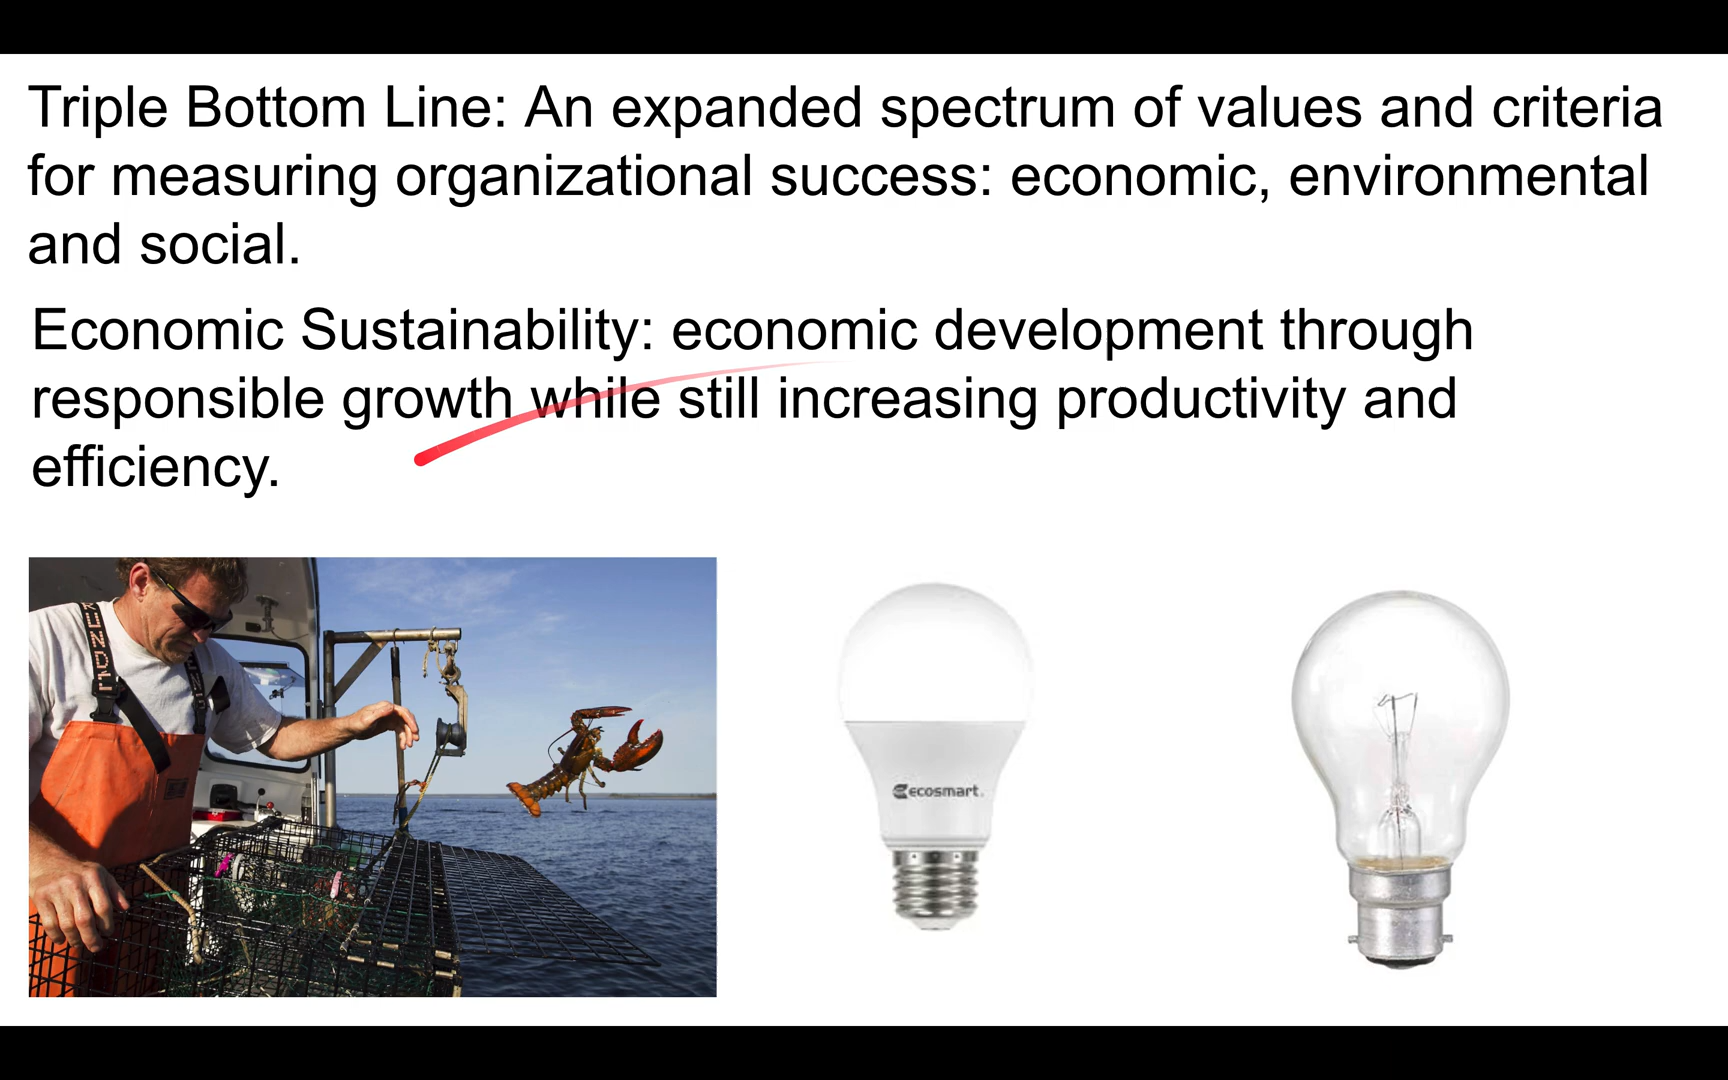 Triple Bottom Line: An expanded spectrum of values and criteria
for measuring organizational success: economic, environmental
and social.
Economic Sustainability: economic development through
responsible growth while still increasing productivity and
efficiency.
ecosmart